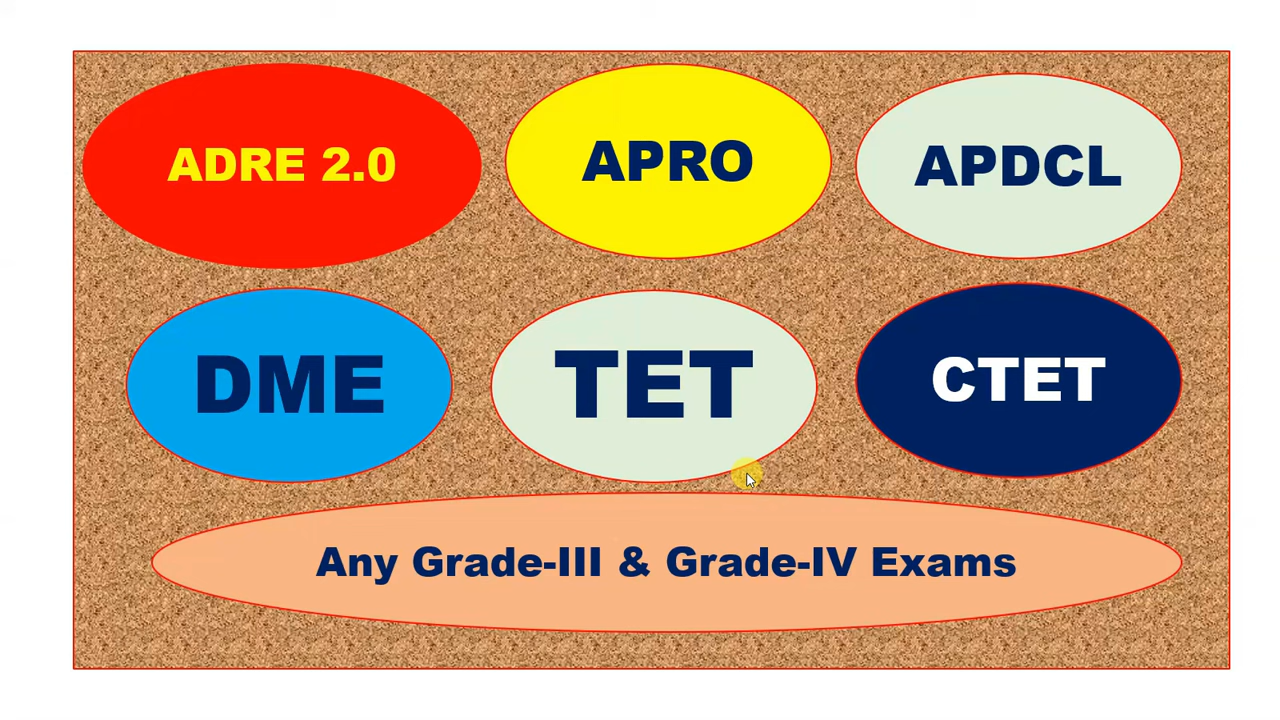 ADRE 2.0
APRO
APDCL
DME
TET
CTET
Any Grade-III & Grade-IV Exams